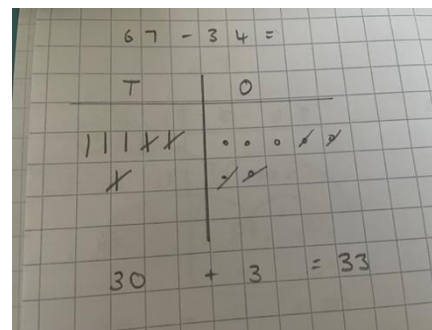 67 - 34 =
T O
30 + 3 = 33